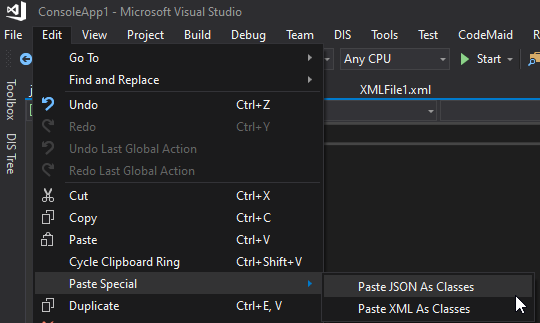 ConsoleApp1 - Microsoft Visual Studio
File Edit View Project Build Debug Team DIS Tools Test CodeMaid
Go To
Any CPU
Start
Find and Replace
XMLFile1.xml
Undo Ctrl+Z
Redo Ctrl+Y
Undo Last Global Action
Redo Last Global Action
Cut Ctrl+X
Copy Ctrl+C
Paste Ctrl+V
Cycle Clipboard Ring Ctrl+Shift+V
Paste Special
Paste JSON As Classes
Duplicate Ctrl+E, V
Paste XML As Classes
Toolbox
DIS Tree